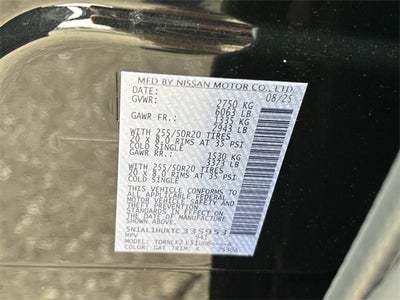 MFD BY NISSAN MOTOR CO., LTD.
DATE: 08/25
GVWR: 2750 KG
6063 LB
GAWR FR: 1335 KG
2943 LB
WITH 255/50R20 TIRES
20 X 8.0 RIMS AT 35 PSI
COLD SINGLE
GAWR RR: 1530 KG
3373 LB
WITH 255/50R20 TIRES
20 X 8.0 RIMS AT 35 PSI
COLD SINGLE
THIS VEHICLE CONFORMS TO ALL
APPLICABLE FEDERAL MOTOR VEHICLE
SAFETY, BUMPER, AND THEFT PREVENTION
STANDARDS IN EFFECT ON THE DATE OF
MANUFACTURE SHOWN ABOVE.
5N1AL1HUXTC335953
MPV
MODEL:
COLOR: TRIM: